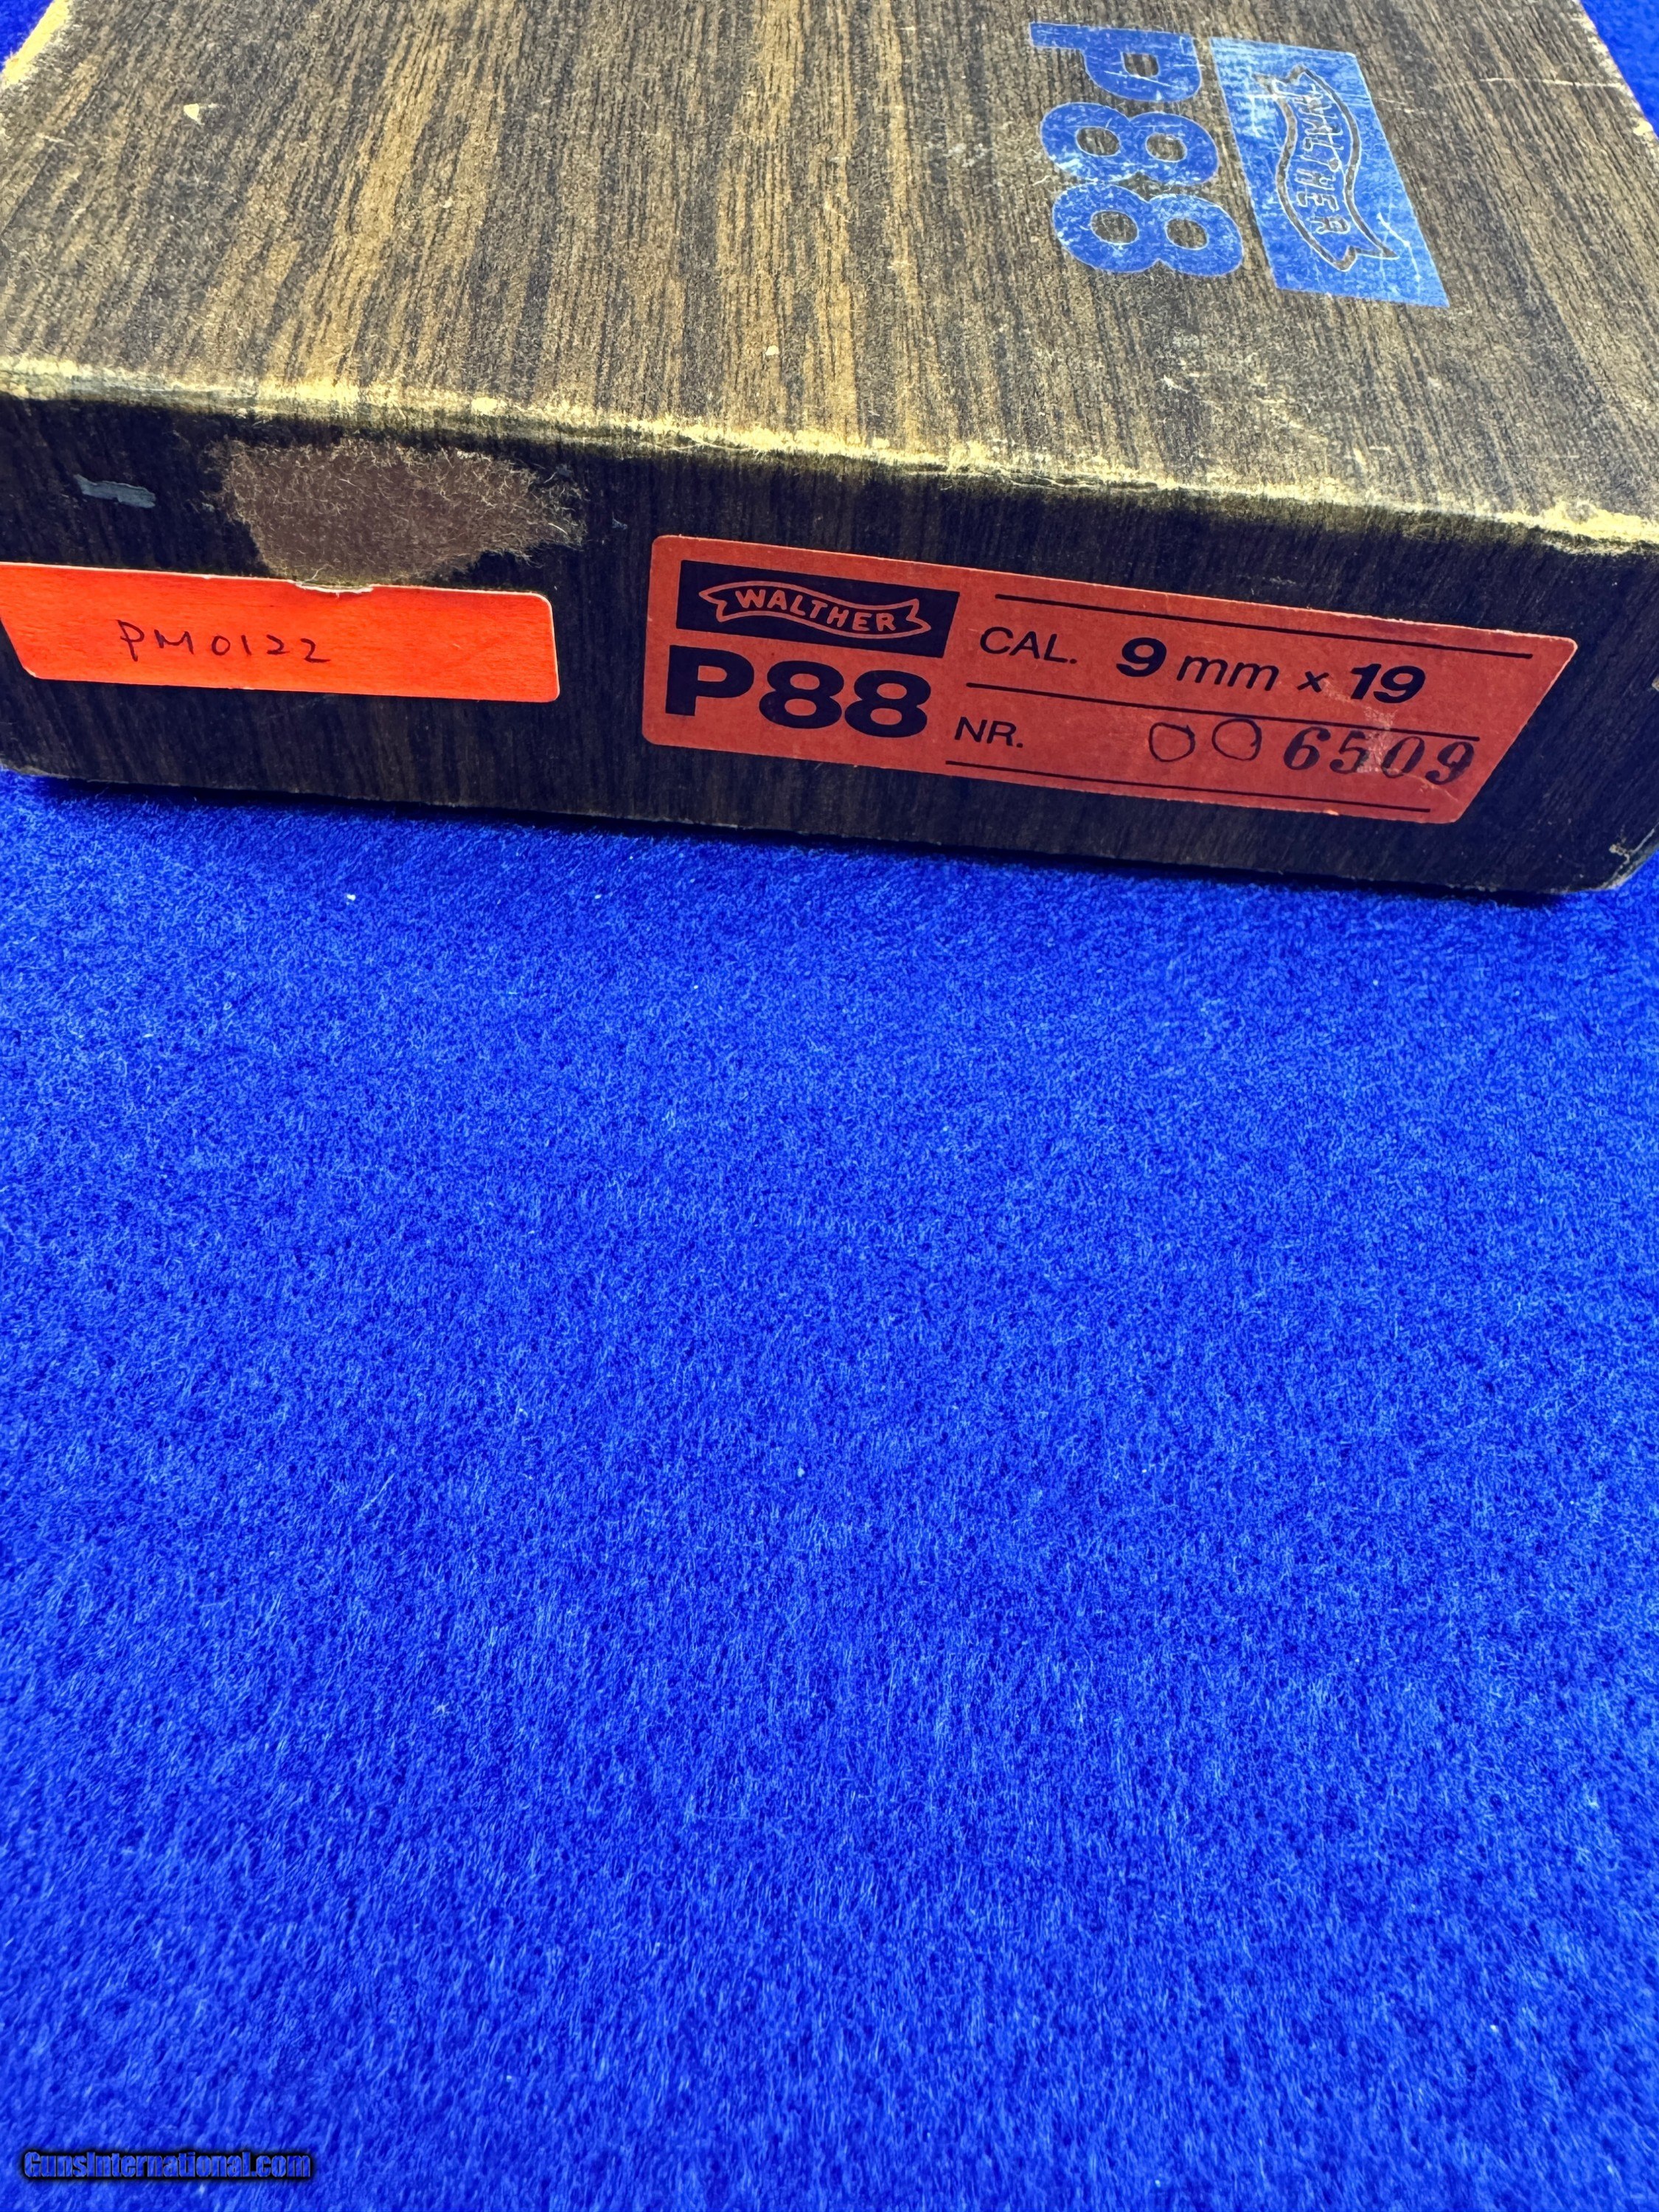 WALTHER
P88
PM0122
WALTHER
P88
CAL. 9 mm x 19
NR. 006509
GunsInternational.com